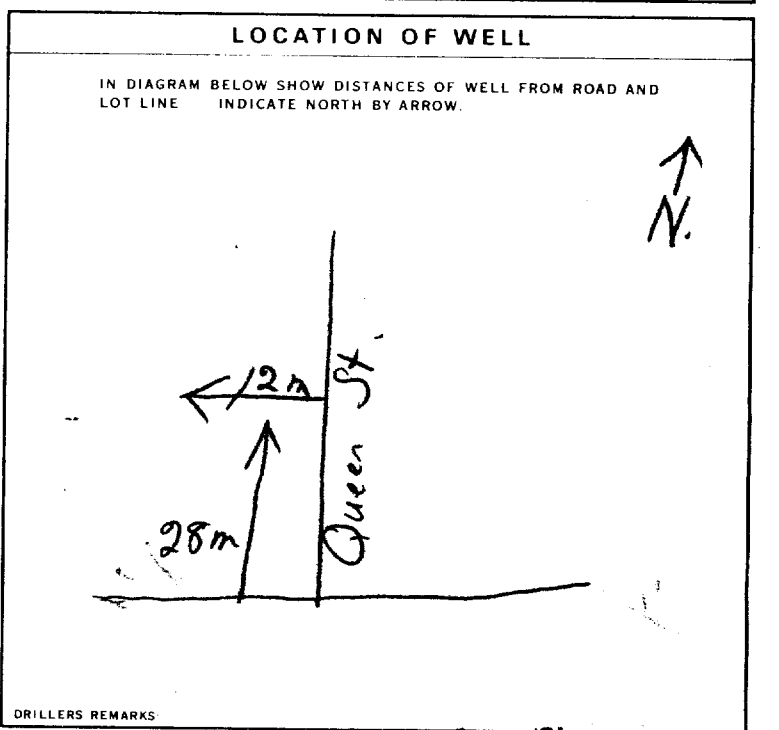 LOCATION OF WELL
IN DIAGRAM BELOW SHOW DISTANCES OF WELL FROM ROAD AND
LOT LINE INDICATE NORTH BY ARROW.
N.
12m
Queen St.
28m
DRILLERS REMARKS